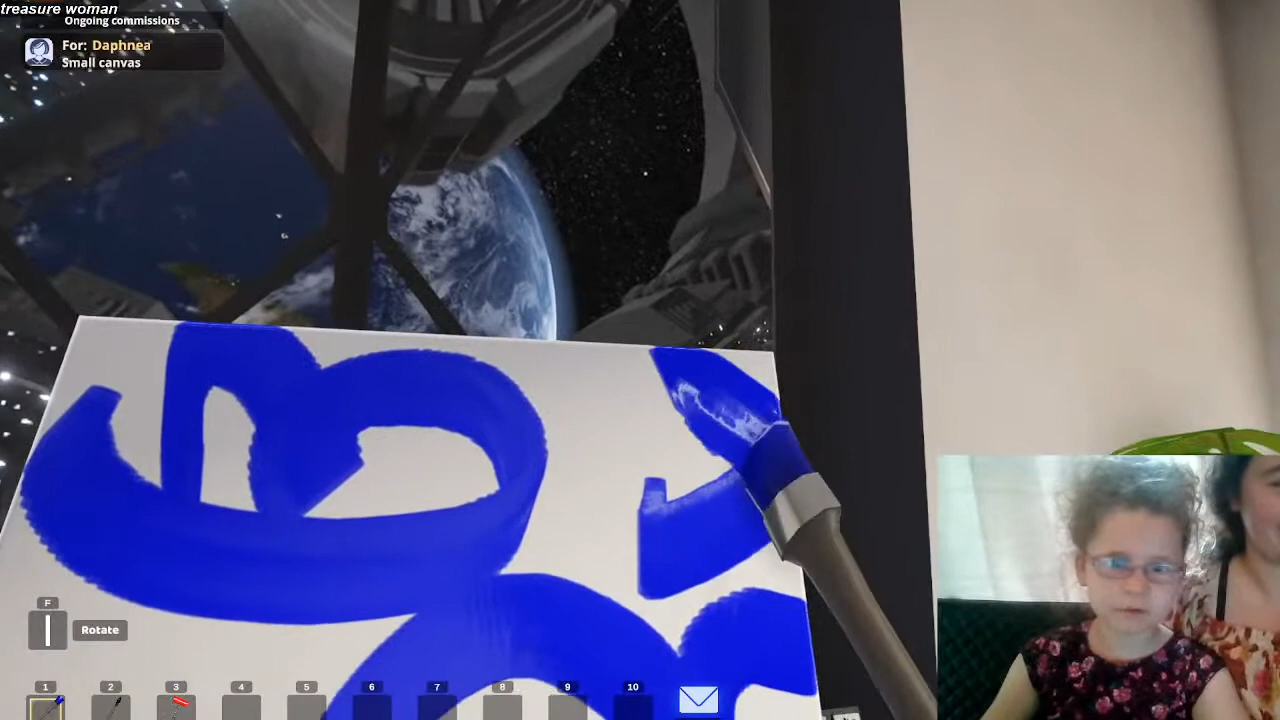 treasure woman
Ongoing commissions
For: Daphnea
Small canvas
F
Rotate
1 2 3 4 5 6 7 8 9 10